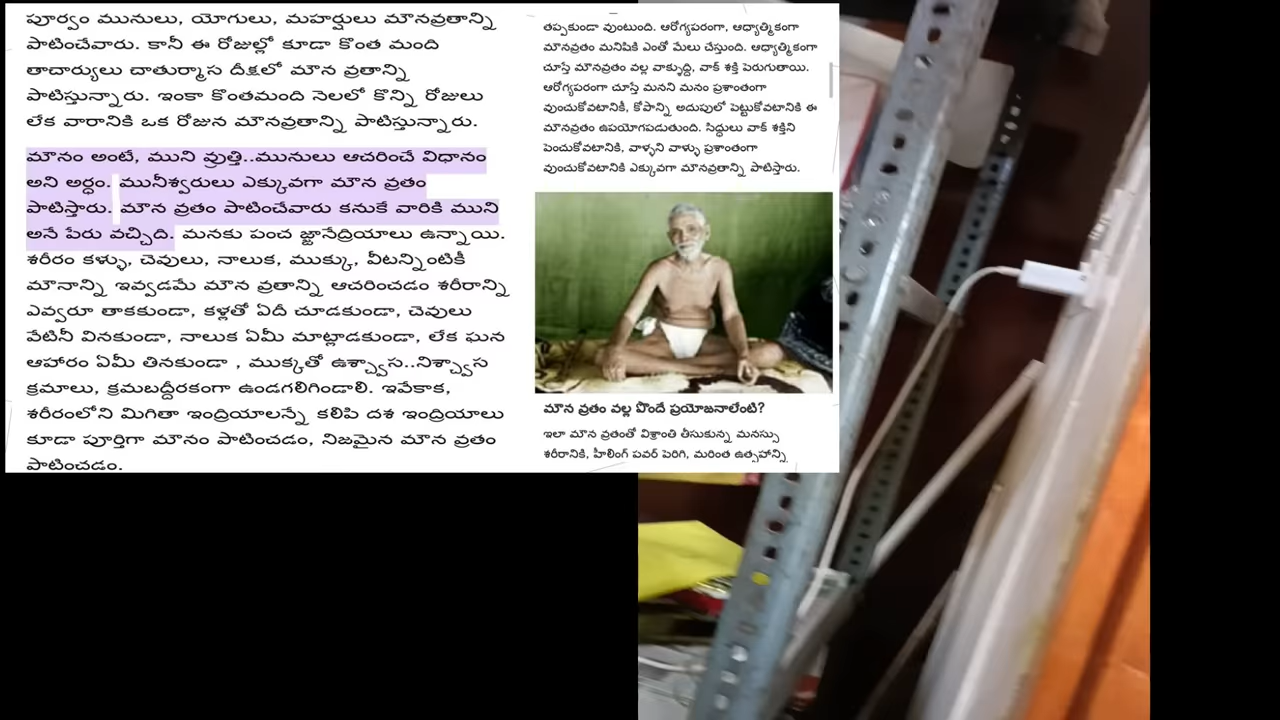 పూర్వం మునులు, యోగులు, మహర్షులు మౌనవ్రతాన్ని
పాటించేవారు. కానీ ఈ రోజుల్లో కూడా కొంత మంది
తాచార్యులు చాతుర్మాస దీక్షలో మౌన వ్రతాన్ని
పాటిస్తున్నారు. ఇంకా కొంతమంది నెలలో కొన్ని రోజులు
లేక వారానికి ఒక రోజున మౌనవ్రతాన్ని పాటిస్తున్నారు.
మౌనం అంటే, ముని వ్రుత్తి..మునులు ఆచరించే విధానం
అని అర్ధం. మునీశ్వరులు ఎక్కువగా మౌన వ్రతం
పాటిస్తారు. మౌన వ్రతం పాటించేవారు కనుకే వారికి ముని
అనే పేరు వచ్చిది. మనకు పంచ జ్ఞానేద్రియాలు ఉన్నాయి.
శరీరం కళ్ళు, చెవులు, నాలుక, ముక్కు, వీటన్నింటికీ
మౌనాన్ని ఇవ్వడమే మౌన వ్రతాన్ని ఆచరించడం శరీరాన్ని
ఎవ్వరూ తాకకుండా, కళ్లతో ఏదీ చూడకుండా, చెవులు
వేటినీ వినకుండా, నాలుక ఏమీ మాట్లాడకుండా, లేక ఘన
ఆహారం ఏమీ తినకుండా , ముక్కుతో ఉశ్చ్వాస..నిశ్చ్వాస
క్రమాలు, క్రమబద్దీరకంగా ఉండగలిగిండాలి. ఇవేకాక,
శరీరంలోని మిగితా ఇంద్రియాలన్నే కలిపి దశ ఇంద్రియాలు
కూడా పూర్తిగా మౌనం పాటించడం, నిజమైన మౌన వ్రతం
పాటించడం.
తప్పకుండా వుంటుంది. ఆరోగ్యపరంగా, ఆధ్యాత్మికంగా
మౌనవ్రతం మనిషికి ఎంతో మేలు చేస్తుంది. ఆధ్యాత్మికంగా
చూస్తే మౌనవ్రతం వల్ల వాక్శుద్ధి, వాక్ శక్తి పెరుగుతాయి.
ఆరోగ్యపరంగా చూస్తే మనని మనం ప్రశాంతంగా
వుంచుకోవటానికీ, కోపాన్ని అదుపులో పెట్టుకోవటానికి ఈ
మౌనవ్రతం ఉపయోగపడుతుంది. సిద్ధులు వాక్ శక్తిని
పెంచుకోవటానికి, వాళ్ళని వాళ్ళు ప్రశాంతంగా
వుంచుకోవటానికి ఎక్కువగా మౌనవ్రతాన్ని పాటిస్తారు.
మౌన వ్రతం వల్ల పొందే ప్రయోజనాలేంటి?
ఇలా మౌన వ్రతంతో విశ్రాంతి తీసుకున్న మనస్సు
శరీరానికి, హీలింగ్ పవర్ పెరిగి, మరింత ఉత్సహాన్ని